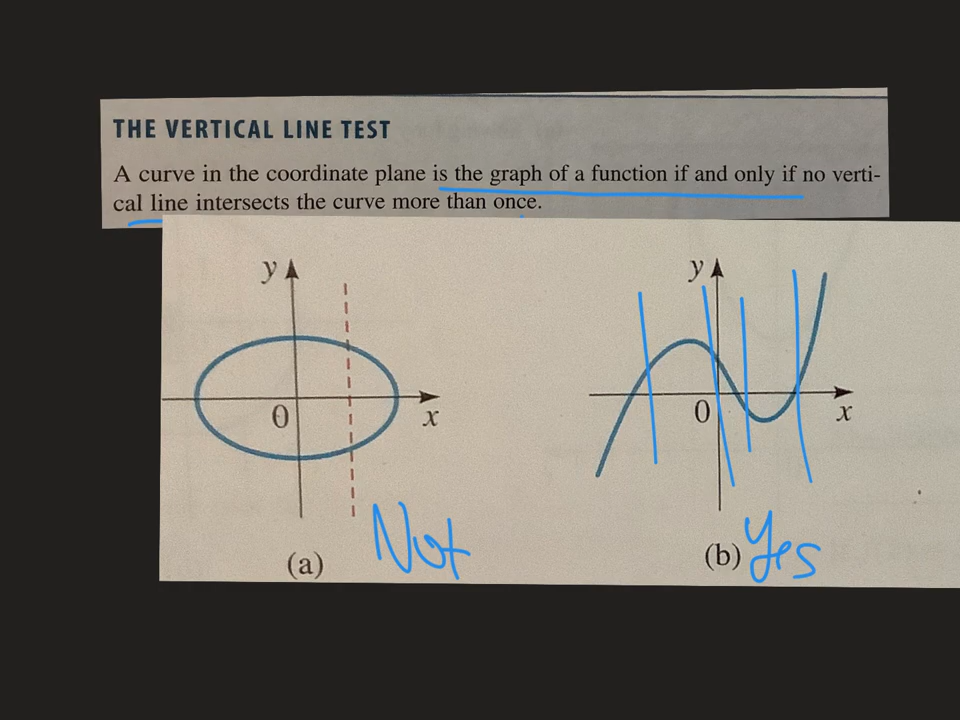 THE VERTICAL LINE TEST
A curve in the coordinate plane is the graph of a function if and only if no verti-
cal line intersects the curve more than once.
y
y
0
x
0
x
(a) Not
(b) Yes